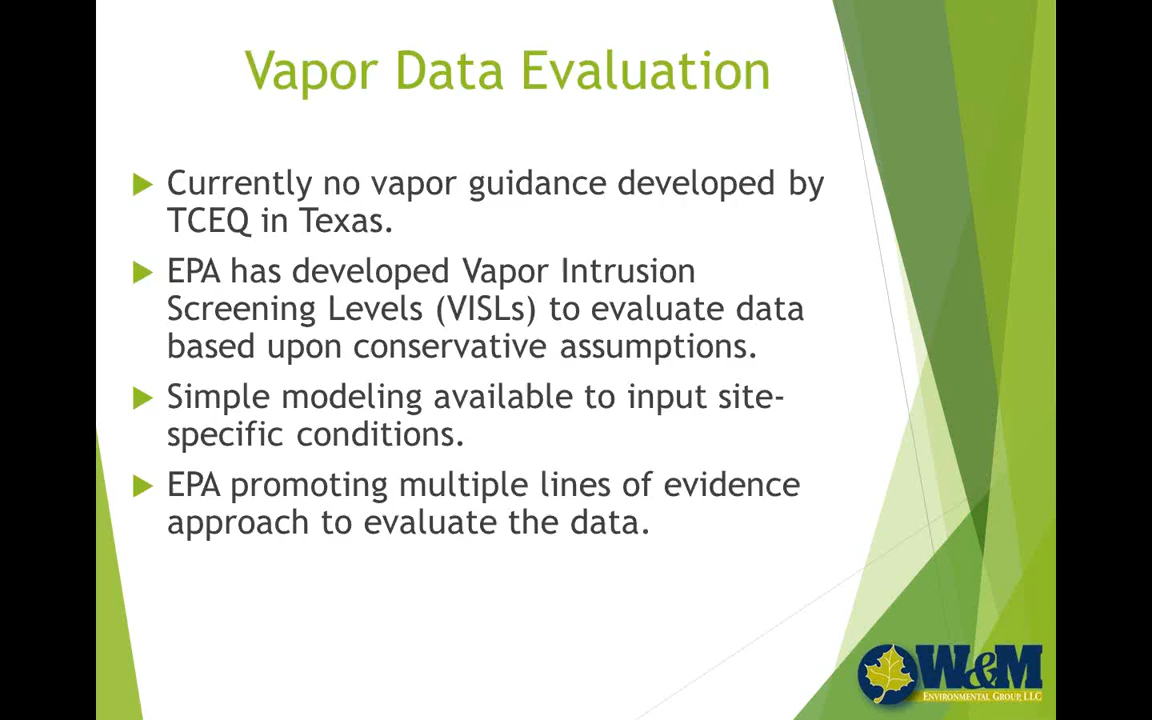 Vapor Data Evaluation
Currently no vapor guidance developed by
TCEQ in Texas.
EPA has developed Vapor Intrusion
Screening Levels (VISLs) to evaluate data
based upon conservative assumptions.
Simple modeling available to input site-
specific conditions.
EPA promoting multiple lines of evidence
approach to evaluate the data.
W&M
ENVIRONMENTAL GROUP, LLC